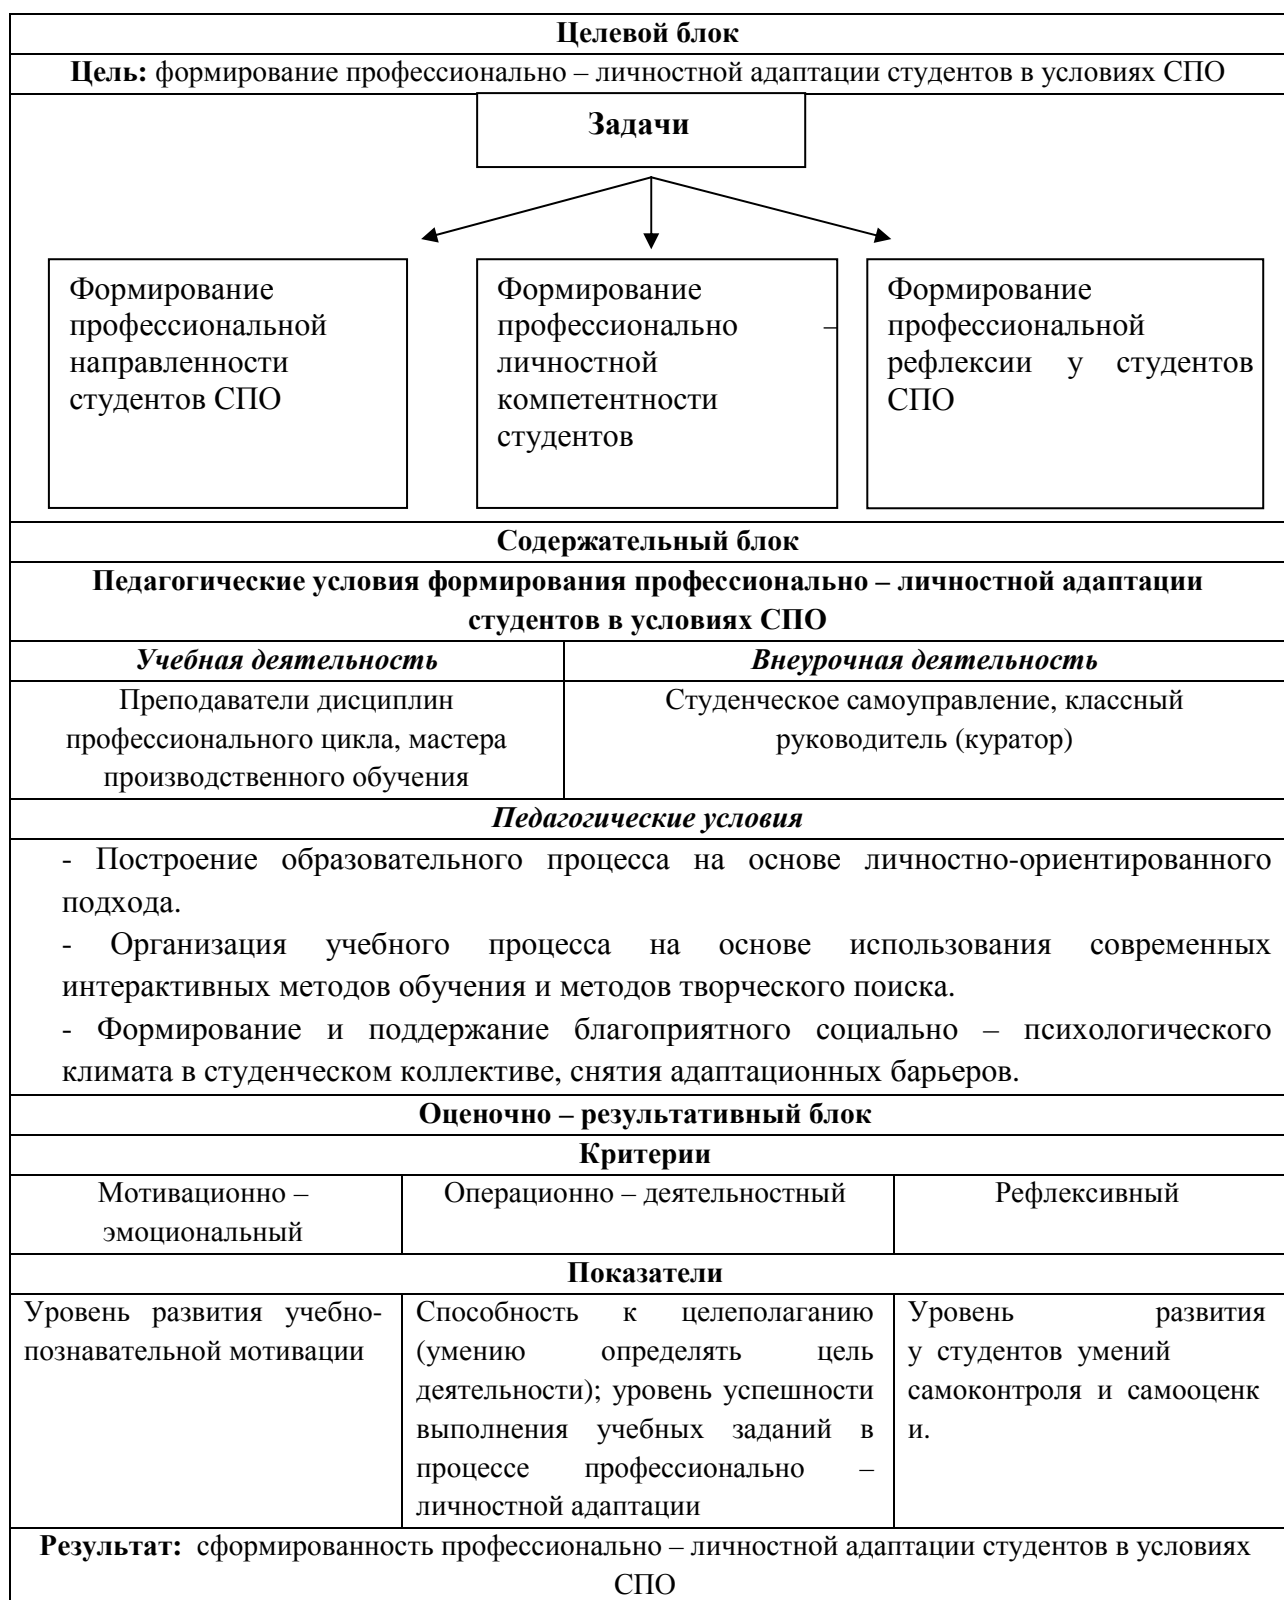 Целевой блок
Цель: формирование профессионально – личностной адаптации студентов в условиях СПО
Задачи
Формирование
профессиональной
направленности
студентов СПО
Формирование
профессионально –
личностной
компетентности
студентов
Формирование
профессиональной
рефлексии у студентов
СПО
Содержательный блок
Педагогические условия формирования профессионально – личностной адаптации
студентов в условиях СПО
Учебная деятельность
Внеурочная деятельность
Преподаватели дисциплин
профессионального цикла, мастера
производственного обучения
Студенческое самоуправление, классный
руководитель (куратор)
Педагогические условия
- Построение образовательного процесса на основе личностно-ориентированного
подхода.
- Организация учебного процесса на основе использования современных
интерактивных методов обучения и методов творческого поиска.
- Формирование и поддержание благоприятного социально – психологического
климата в студенческом коллективе, снятия адаптационных барьеров.
Оценочно – результативный блок
Критерии
Мотивационно –
эмоциональный
Операционно – деятельностный
Рефлексивный
Показатели
Уровень развития учебно-
познавательной мотивации
Способность к целеполаганию
(умению определять цель
деятельности); уровень успешности
выполнения учебных заданий в
процессе профессионально –
личностной адаптации
Уровень развития
у студентов умений
самоконтроля и самооценк
и.
Результат: сформированность профессионально – личностной адаптации студентов в условиях
СПО